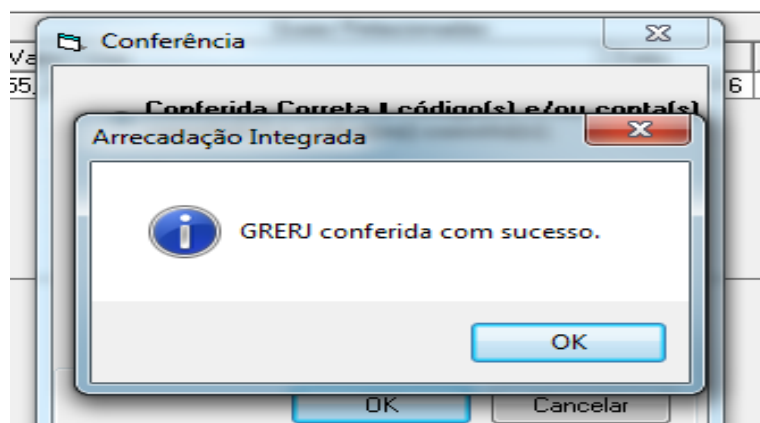 Conferência
Va
55,
6
Conferida Correta
código(s) e/ou conta(s)
Arrecadação Integrada
GRERJ conferida com sucesso.
OK
OK
Cancelar